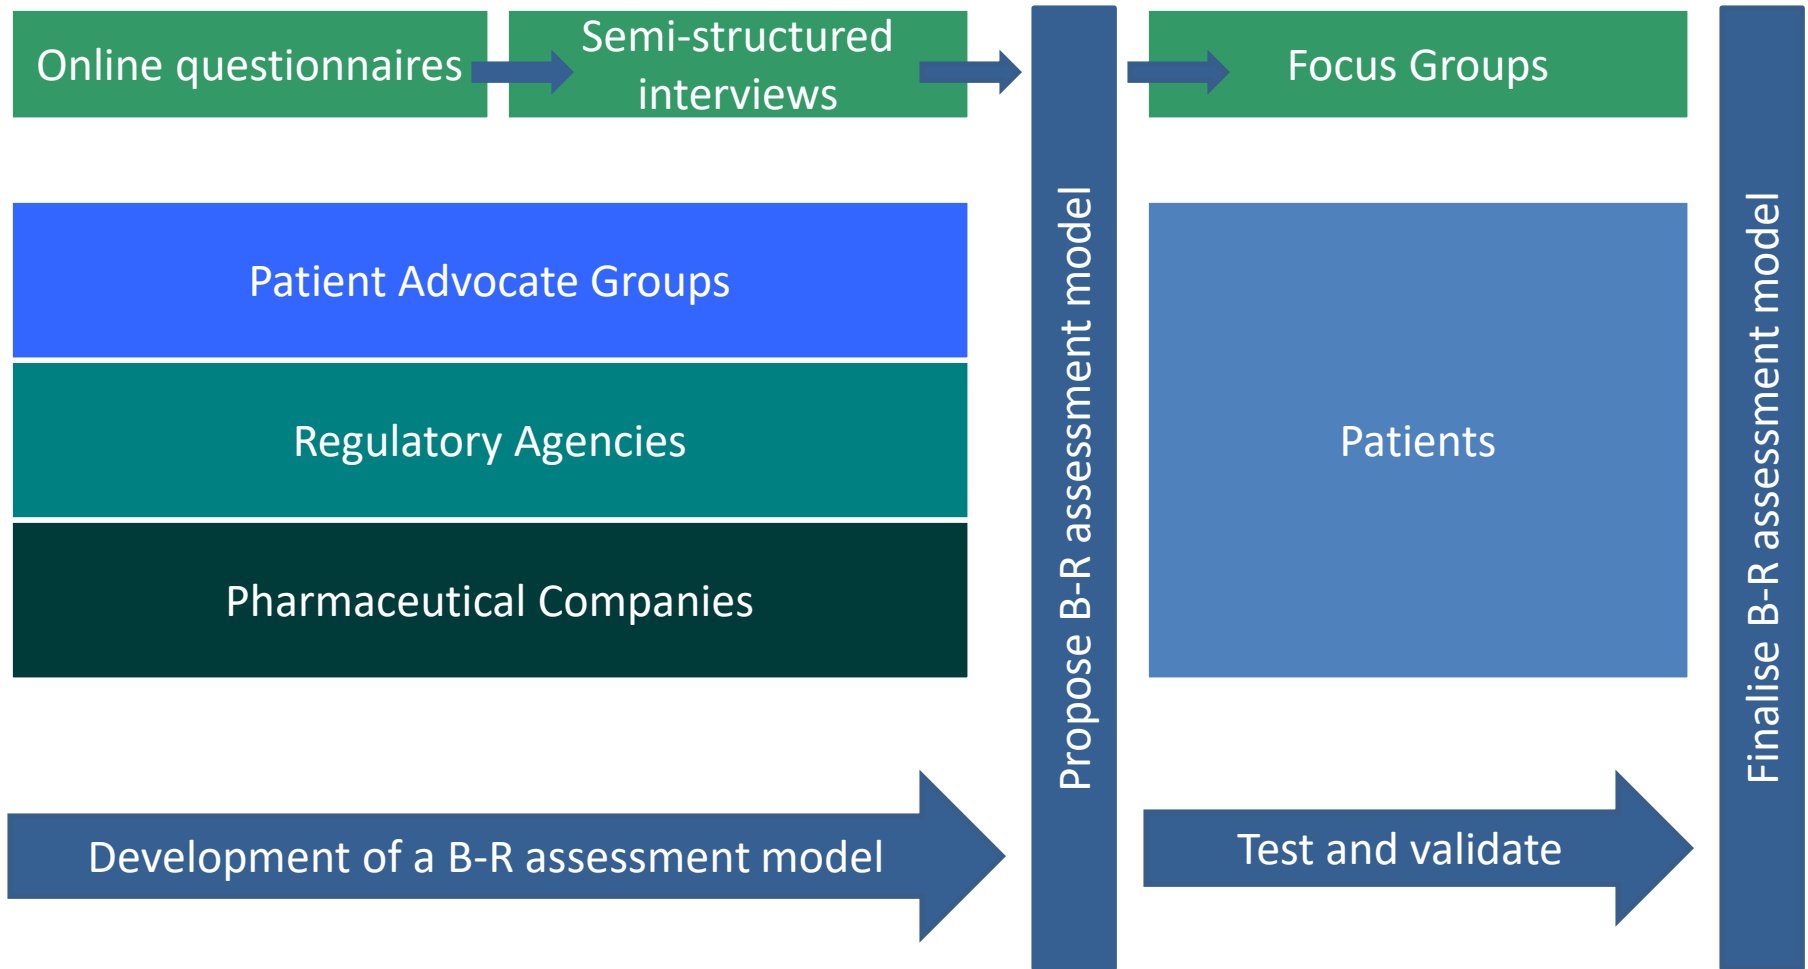 Online questionnaires
Semi-structured
interviews
Focus Groups
Patient Advocate Groups
Regulatory Agencies
Pharmaceutical Companies
Propose B-R assessment model
Patients
Finalise B-R assessment model
Development of a B-R assessment model
Test and validate